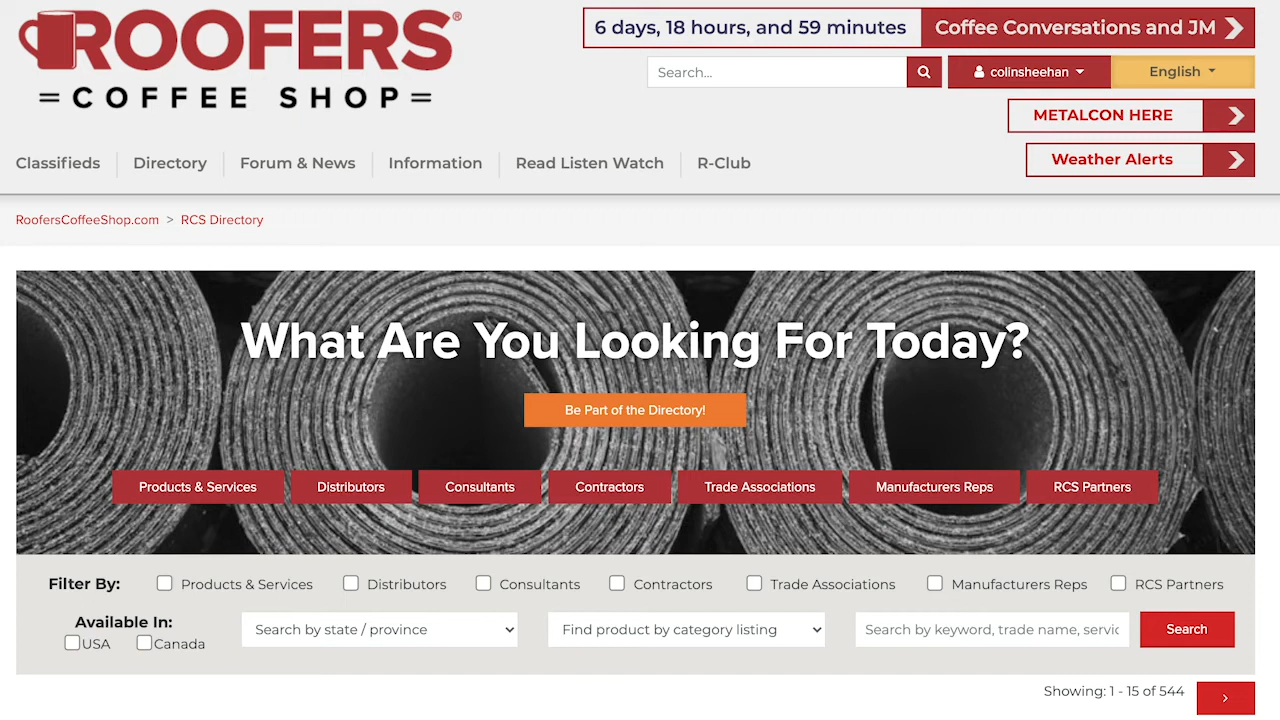 ROOFERS®
COFFEE SHOP
6 days, 18 hours, and 59 minutes
Coffee Conversations and JM
Search...
colinsheehan
English
METALCON HERE
Weather Alerts
Classifieds
Directory
Forum & News
Information
Read Listen Watch
R-Club
RoofersCoffeeShop.com > RCS Directory
What Are You Looking For Today?
Be Part of the Directory!
Products & Services
Distributors
Consultants
Contractors
Trade Associations
Manufacturers Reps
RCS Partners
Filter By:
Products & Services
Distributors
Consultants
Contractors
Trade Associations
Manufacturers Reps
RCS Partners
Available In:
USA
Canada
Search by state / province
Find product by category listing
Search by keyword, trade name, servic
Search
Showing: 1 - 15 of 544